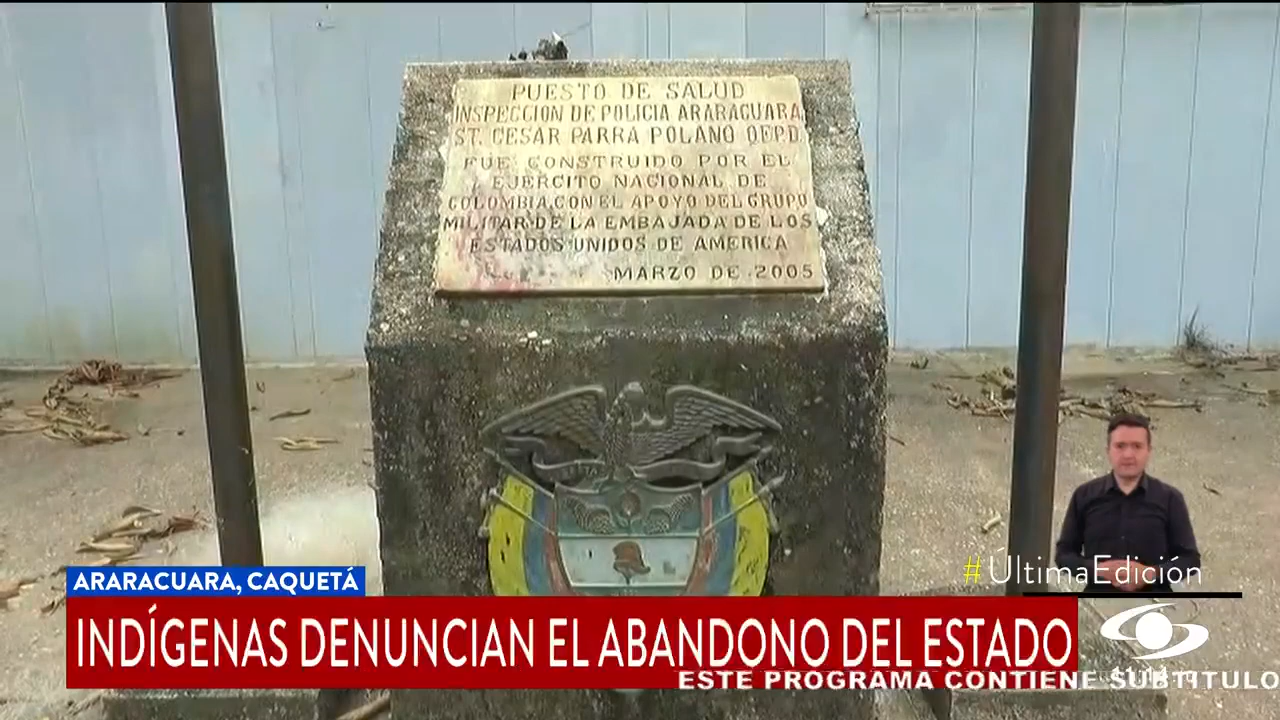 PUESTO DE SALUD
INSPECCION DE POLICIA ARARACUARA
ST. CESAR PARRA POLANO QEPD.
FUE CONSTRUIDO POR EL
EJERCITO NACIONAL DE
COLOMBIA, CON EL APOYO DEL GRUPO
MILITAR DE LA EMBAJADA DE LOS
ESTADOS UNIDOS DE AMERICA
MARZO DE 2005
#ÚltimaEdición
ARARACUARA, CAQUETÁ
INDÍGENAS DENUNCIAN EL ABANDONO DEL ESTADO
ESTE PROGRAMA CONTIENE SUBTITULO